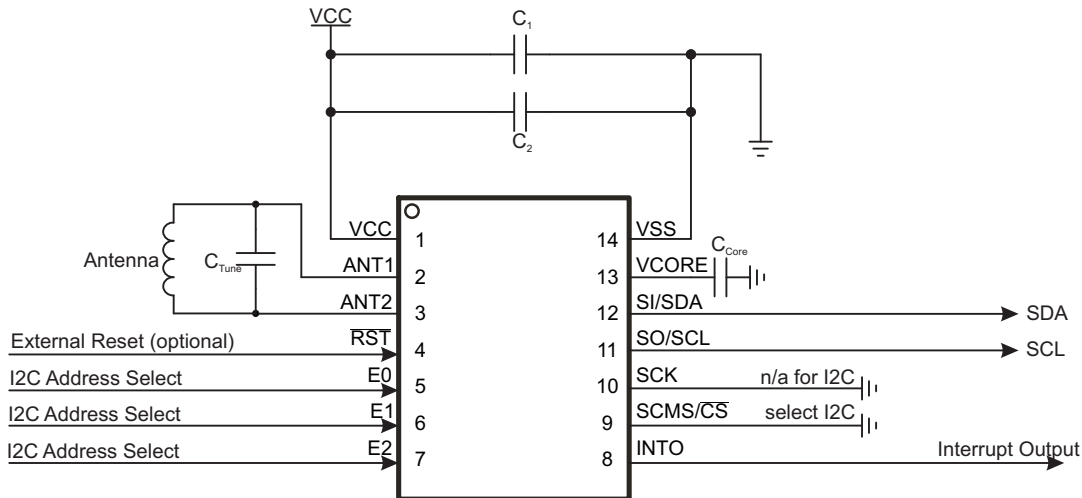 VCC
C₁
C₂
VCC
1
14
VSS
Antenna
C_Tune
ANT1
2
13
VCORE
C_Core
ANT2
3
12
SI/SDA
SDA
External Reset (optional)
RST
4
11
SO/SCL
SCL
I2C Address Select
E0
5
10
SCK
n/a for I2C
I2C Address Select
E1
6
9
SCMS/CS
select I2C
I2C Address Select
E2
7
8
INTO
Interrupt Output